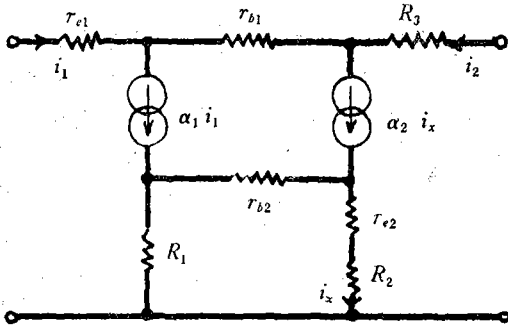 r_{e1}
r_{b1}
R_3
i_1
i_2
α_1 i_1
α_2 i_x
r_{b2}
R_1
r_{e2}
R_2
i_x